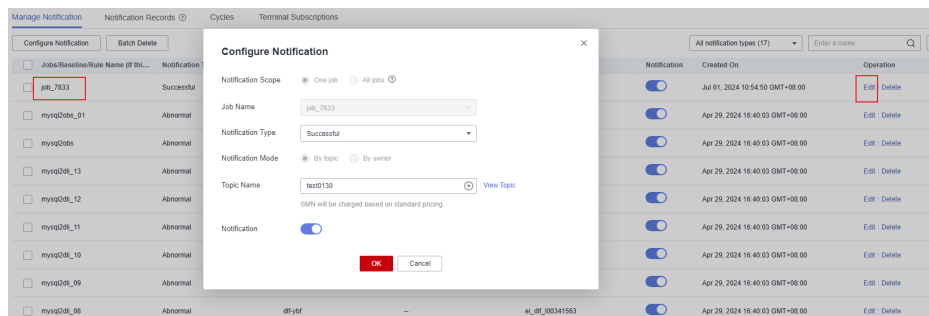 Manage Notification Notification Records Cycles Terminal Subscriptions
Configure Notification Batch Delete All notification types (17) Enter a name.
Jobs/Baseline/Rule Name (If thi... Notification Notification Created On Operation
job_7833 Successful Jul 01, 2024 10:54:50 GMT+08:00 Edit | Delete
mysql2obs_01 Abnormal Apr 29, 2024 16:40:03 GMT+08:00 Edit | Delete
mysql2obs Abnormal Apr 29, 2024 16:40:03 GMT+08:00 Edit | Delete
mysql2dli_13 Abnormal Apr 29, 2024 16:40:03 GMT+08:00 Edit | Delete
mysql2dli_12 Abnormal Apr 29, 2024 16:40:03 GMT+08:00 Edit | Delete
mysql2dli_11 Abnormal Apr 29, 2024 16:40:03 GMT+08:00 Edit | Delete
mysql2dli_10 Abnormal Apr 29, 2024 16:40:03 GMT+08:00 Edit | Delete
mysql2dli_09 Abnormal Apr 29, 2024 16:40:03 GMT+08:00 Edit | Delete
mysql2dli_08 Abnormal dlf-ybf -- ei_dlf_l00341563 Apr 29, 2024 16:40:03 GMT+08:00 Edit | Delete
Configure Notification
Notification Scope One job All jobs
Job Name job_7833
Notification Type Successful
Notification Mode By topic By owner
Topic Name test0130 View Topic
SMN will be charged based on standard pricing.
Notification
OK Cancel